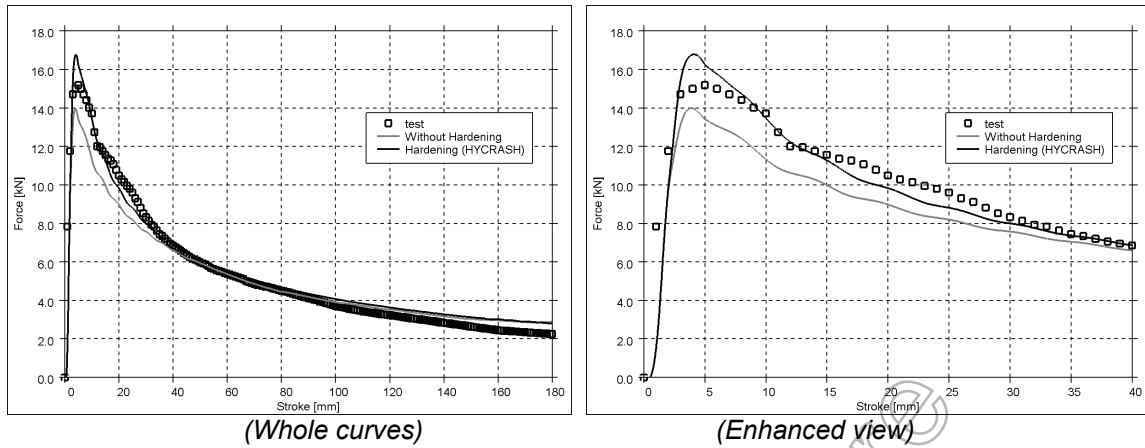 18.0
16.0
14.0
12.0
10.0
8.0
6.0
4.0
2.0
0.0
Force [kN]
0 20 40 60 80 100 120 140 160 180
Stroke [mm]
test
Without Hardening
Hardening (HYCRASH)
(Whole curves)
18.0
16.0
14.0
12.0
10.0
8.0
6.0
4.0
2.0
0.0
Force [kN]
0 5 10 15 20 25 30 35 40
Stroke [mm]
test
Without Hardening
Hardening (HYCRASH)
(Enhanced view)